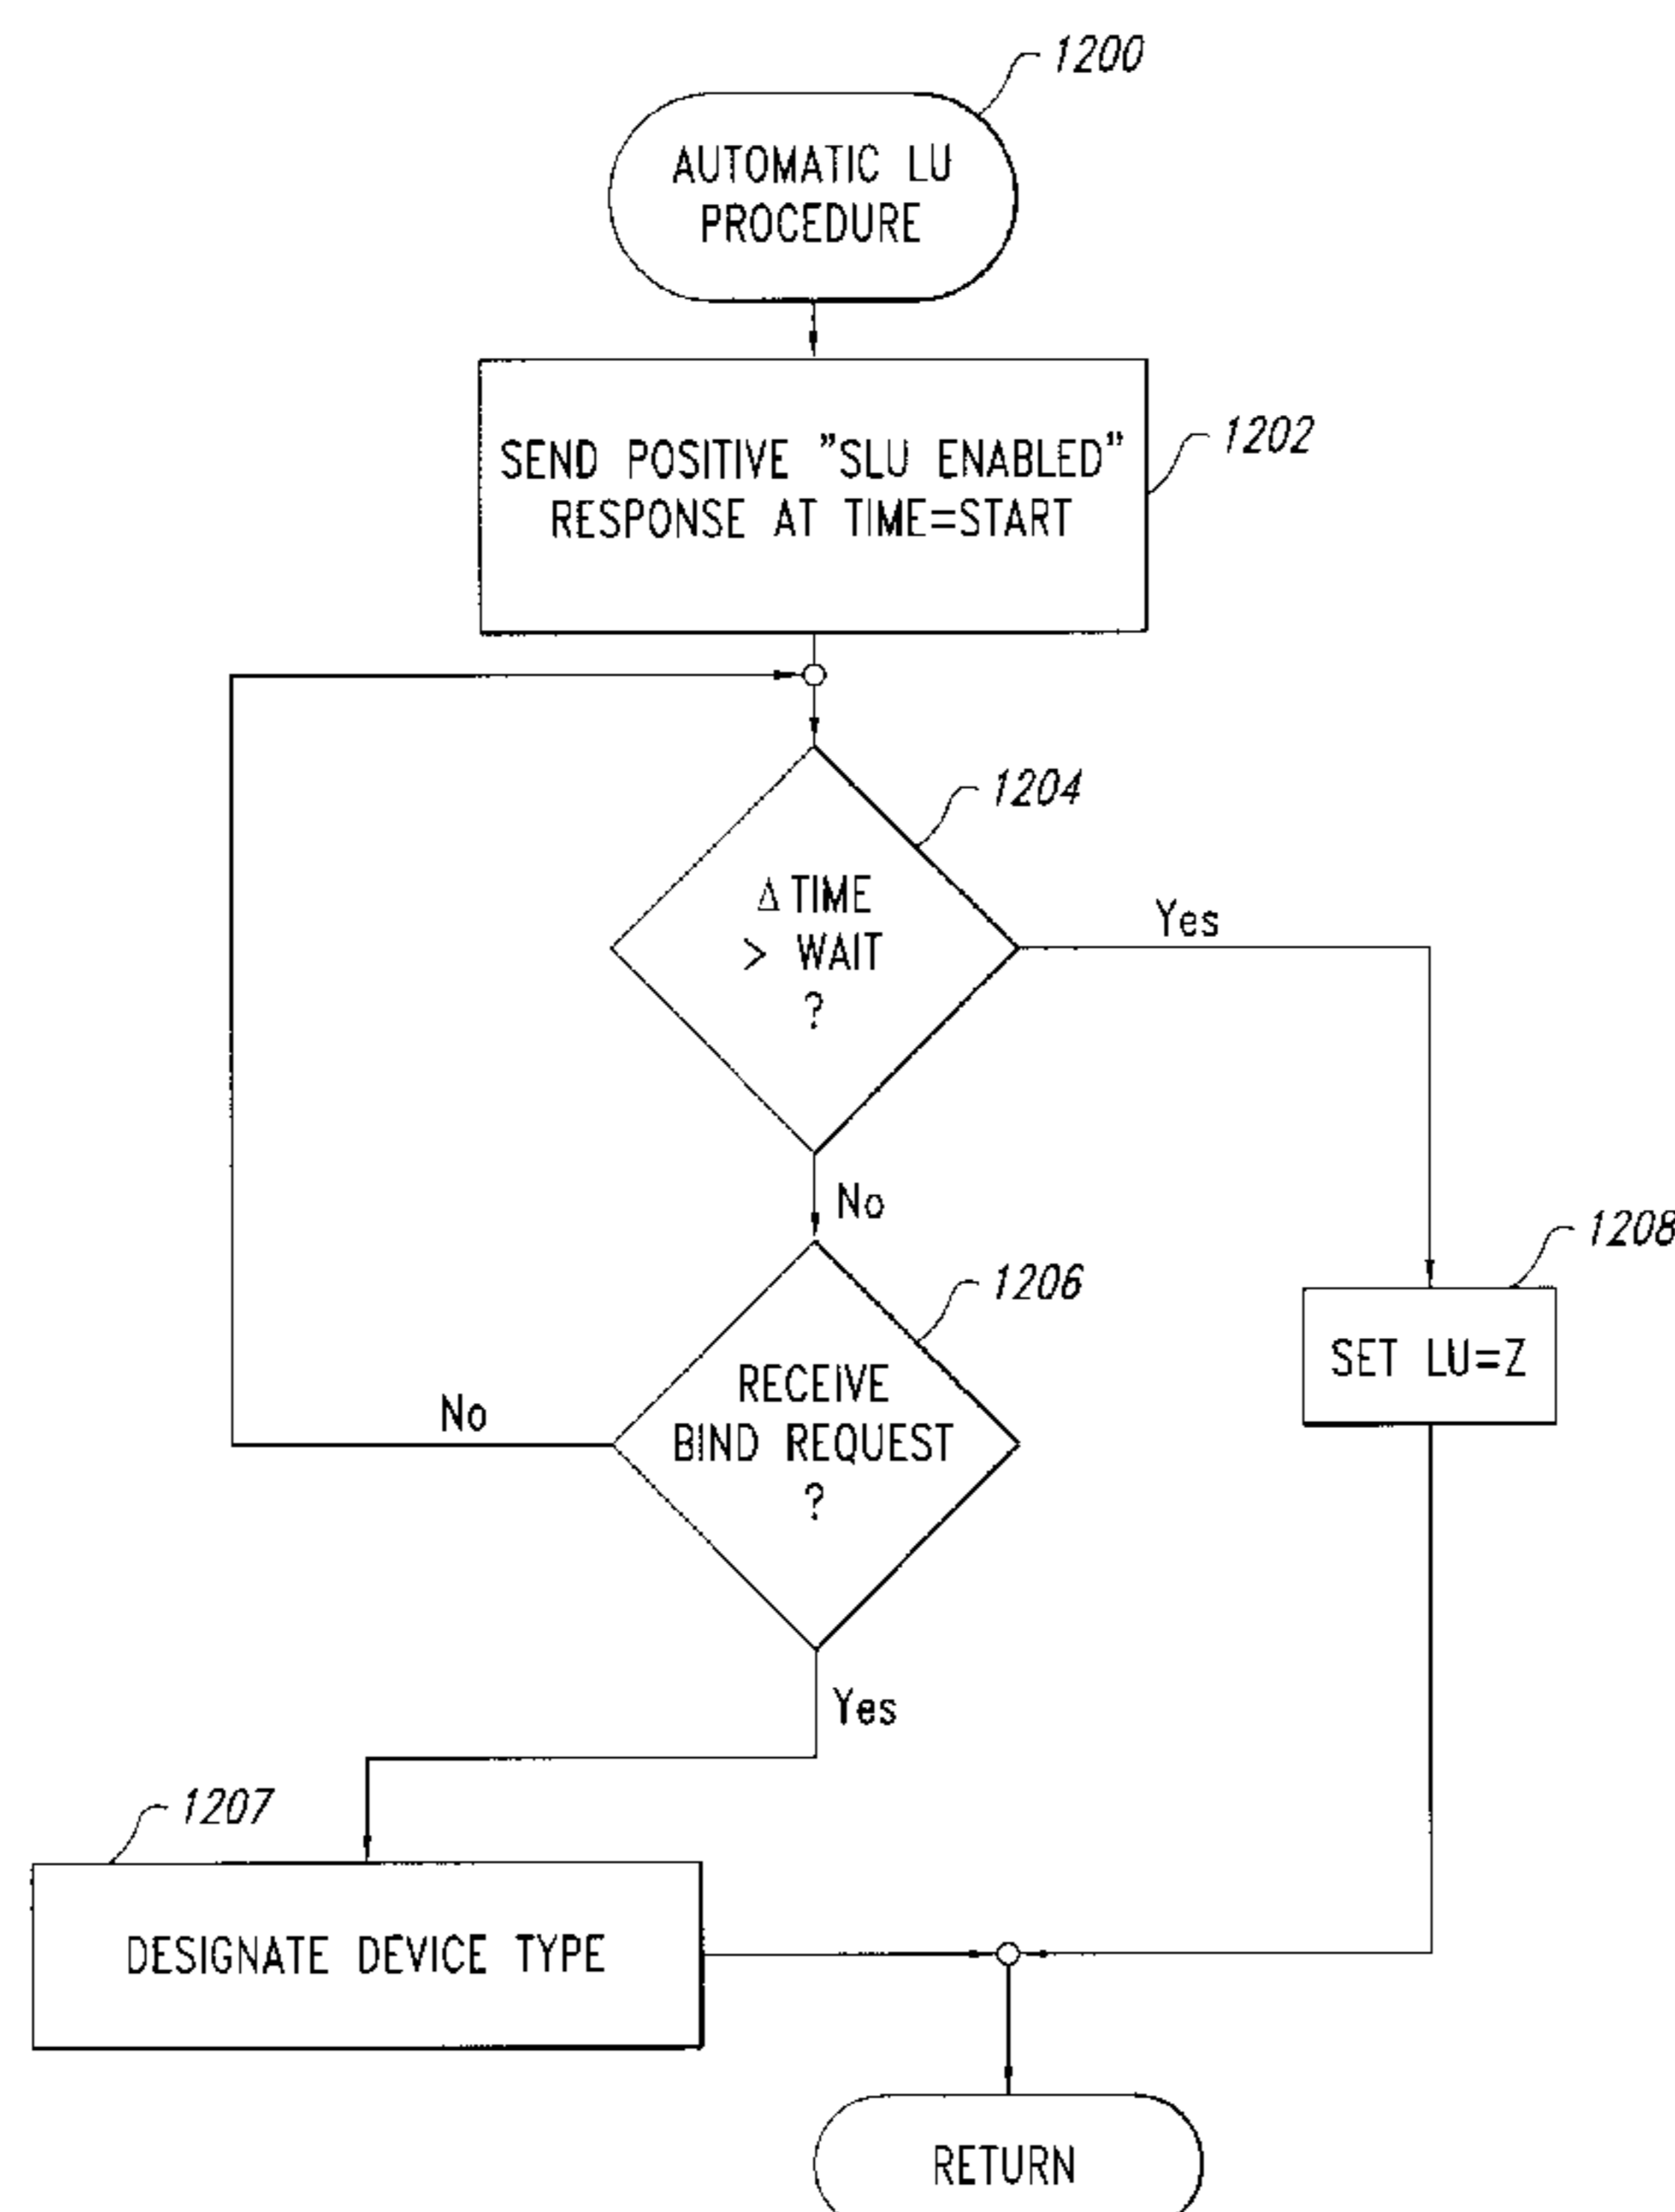 1200
AUTOMATIC LU
PROCEDURE
SEND POSITIVE "SLU ENABLED"
RESPONSE AT TIME=START
1202
1204
Δ TIME
> WAIT
?
Yes
No
1206
RECEIVE
BIND REQUEST
?
No
1208
SET LU=Z
Yes
1207
DESIGNATE DEVICE TYPE
RETURN